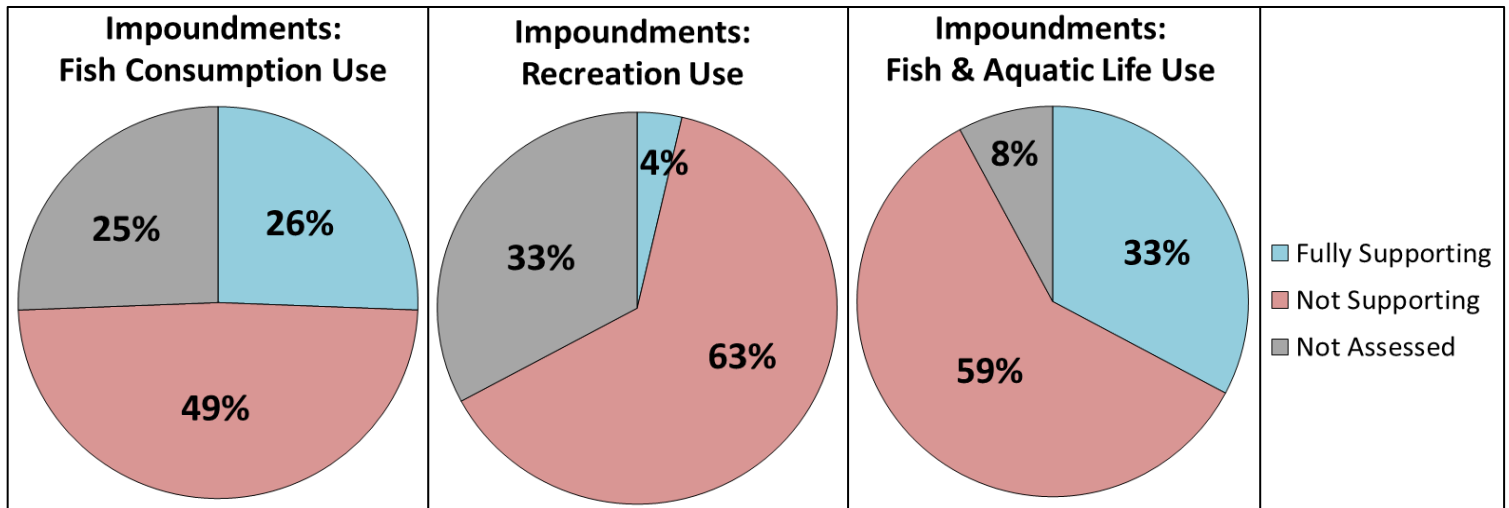 Impoundments:
Fish Consumption Use
25%
26%
49%
Impoundments:
Recreation Use
4%
33%
63%
Impoundments:
Fish & Aquatic Life Use
8%
33%
59%
Fully Supporting
Not Supporting
Not Assessed